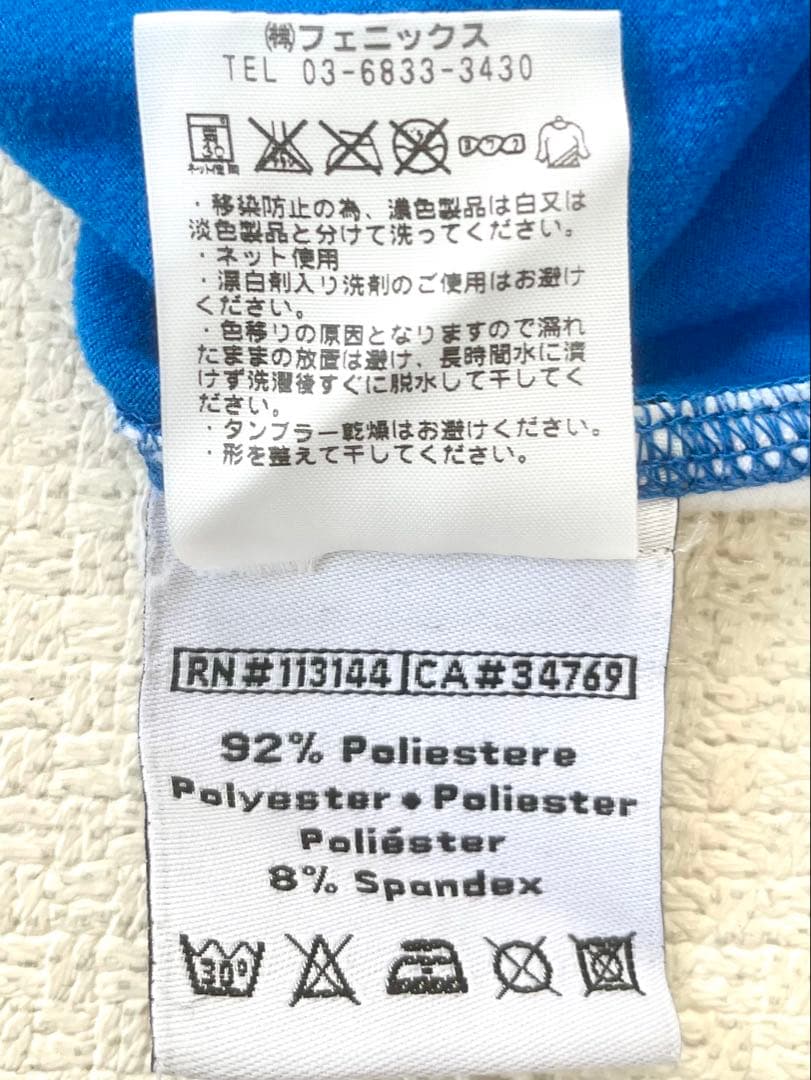 ㈱フェニックス
TEL 03-6833-3430
ネット使用
・移染防止の為、濃色製品は白又は
淡色製品と分けて洗ってください。
・ネット使用
・漂白剤入り洗剤のご使用はお避け
ください。
・色移りの原因となりますので濡れ
たままの放置は避け、長時間水に漬
けず洗濯後すぐに脱水して干してく
ださい。
・タンブラー乾燥はお避けください。
・形を整えて干してください。
RN#113144 CA#34769
92% Poliestere
Polyester ◆ Poliester
Poliéster
8% Spandex
30°